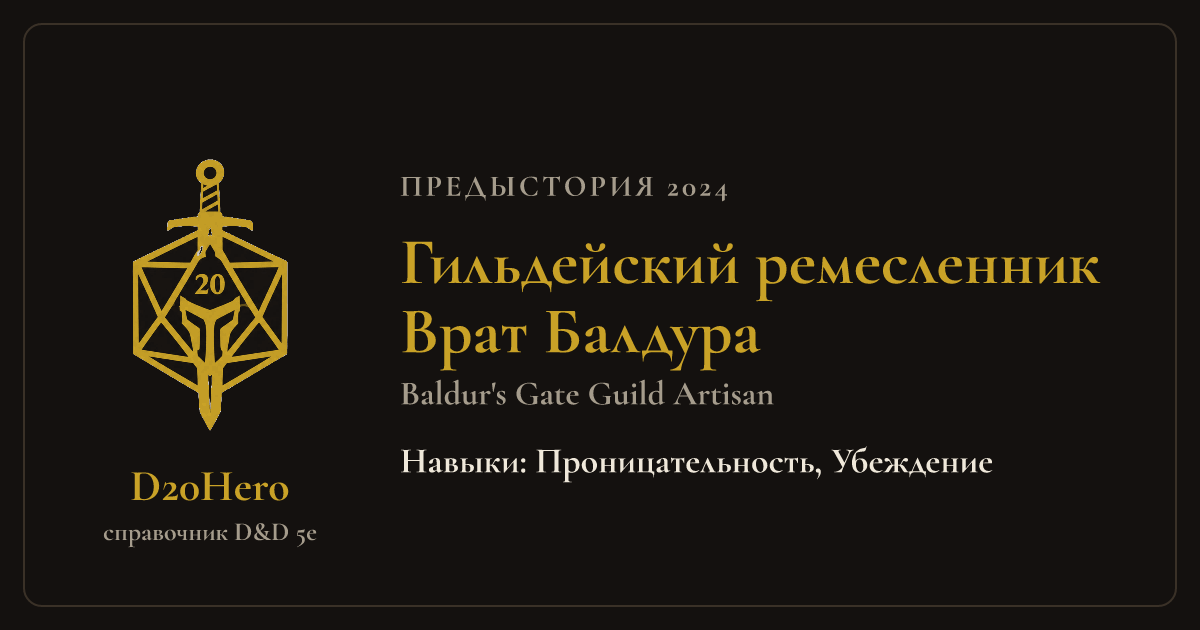 20
D20Hero
справочник D&D 5e
ПРЕДЫСТОРИЯ 2024
Гильдейский ремесленник
Врат Балдура
Baldur's Gate Guild Artisan
Навыки: Проницательность, Убеждение